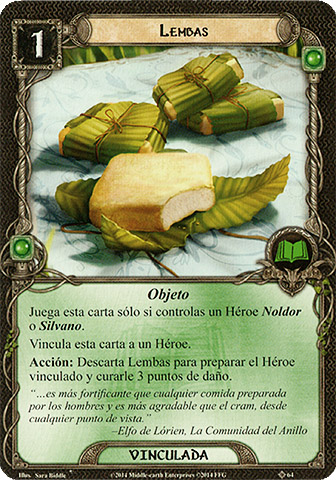 1
Lembas
Objeto
Juega esta carta sólo si controlas un Héroe Noldor
o Silvano.
Vincula esta carta a un Héroe.
Acción: Descarta Lembas para preparar el Héroe
vinculado y curarle 3 puntos de daño.
“...es más fortificante que cualquier comida preparada
por los hombres y es más agradable que el cram, desde
cualquier punto de vista.”
–Elfo de Lórien, La Comunidad del Anillo
VINCULADA
Illus. Sara Biddle
©2014 Middle-earth Enterprises ©2014 FFG
64